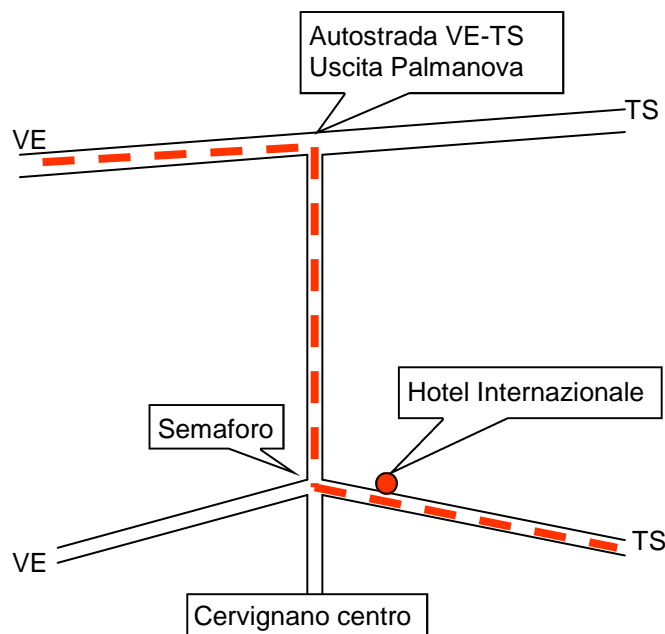 Autostrada VE-TS
Uscita Palmanova
VE
TS
Hotel Internazionale
Semaforo
VE
TS
Cervignano centro